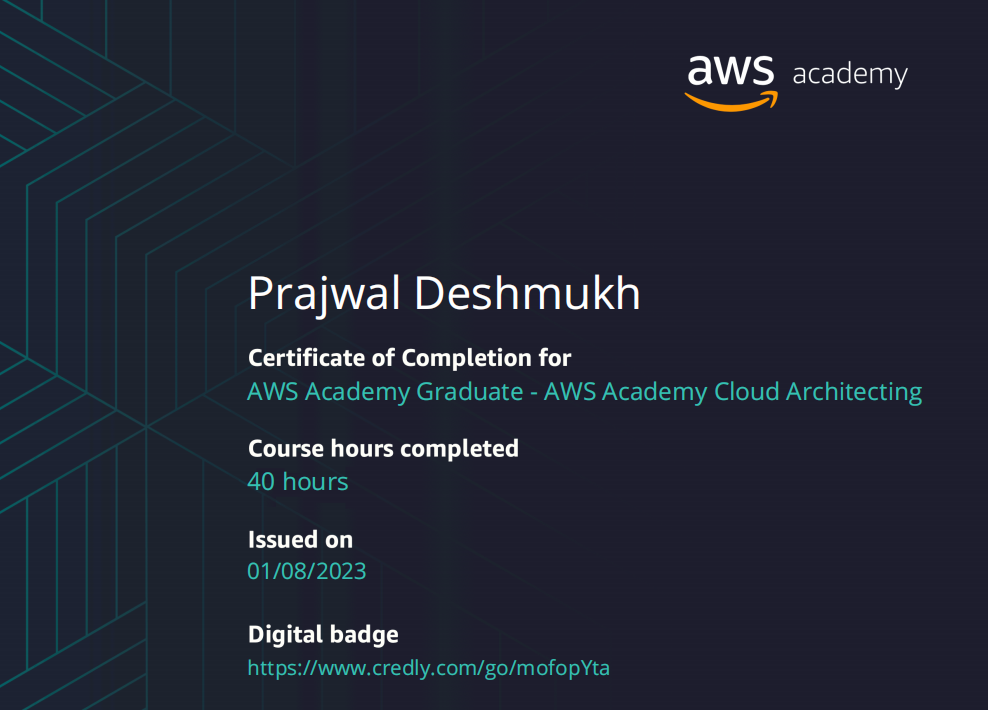 aws academy
Prajwal Deshmukh
Certificate of Completion for
AWS Academy Graduate - AWS Academy Cloud Architecting
Course hours completed
40 hours
Issued on
01/08/2023
Digital badge
https://www.credly.com/go/mofopYta